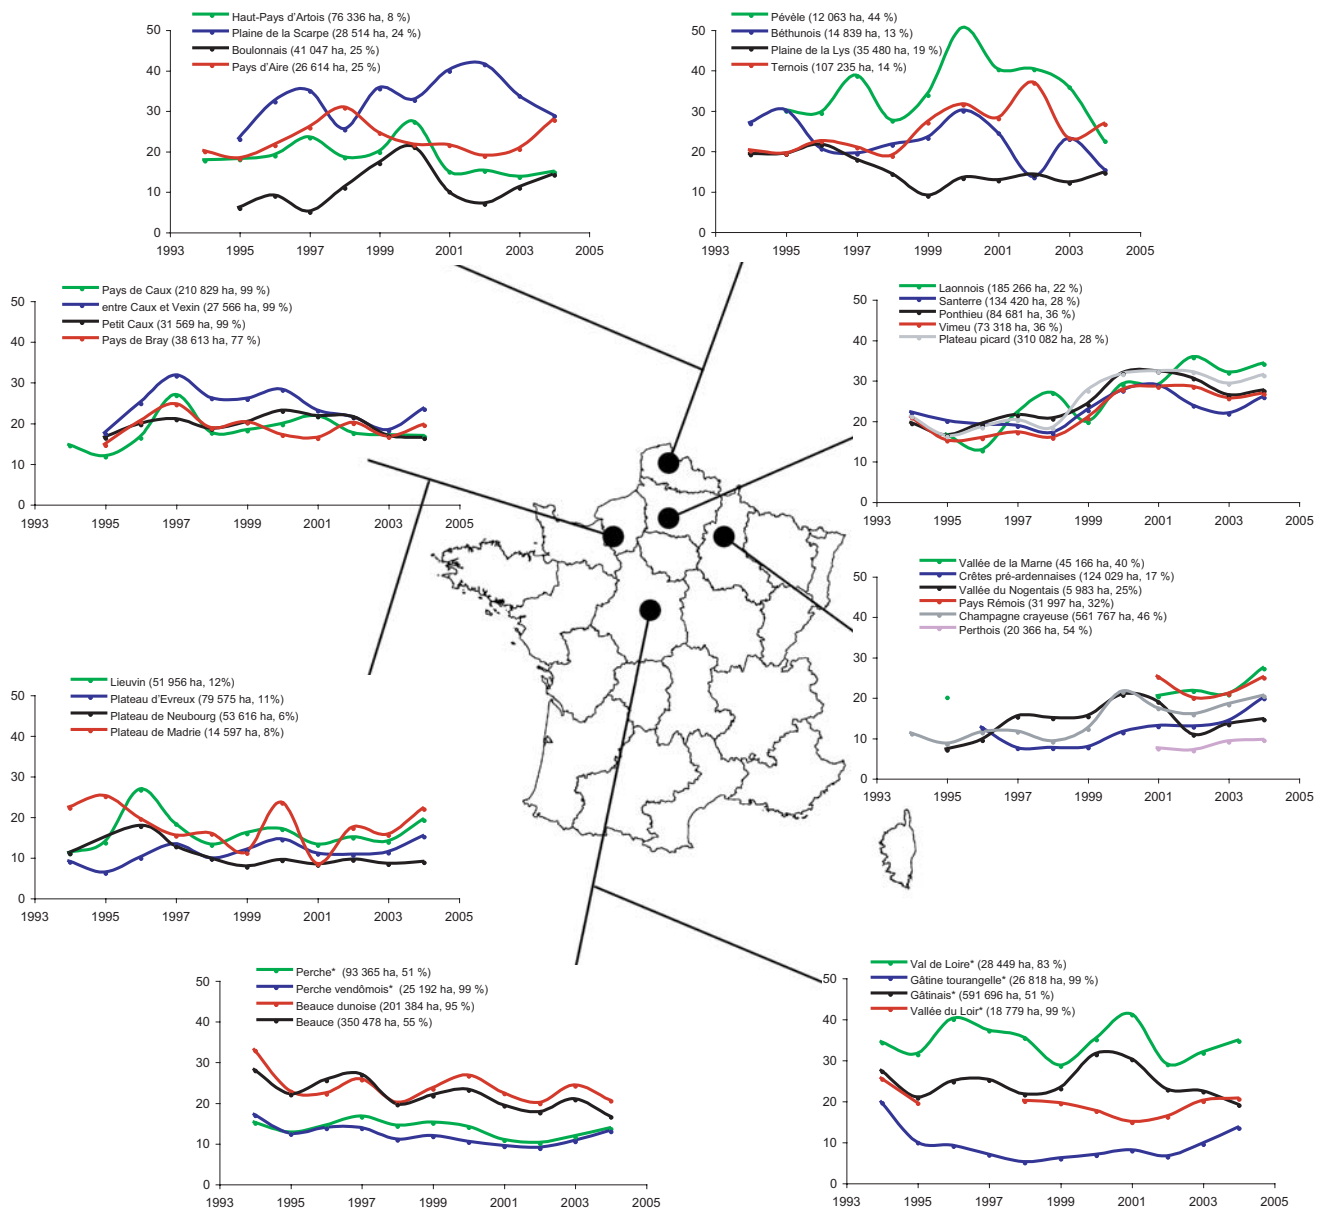 Haut-Pays d'Artois (76 336 ha, 8 %)
Plaine de la Scarpe (28 514 ha, 24 %)
Boulonnais (41 047 ha, 25 %)
Pays d'Aire (26 614 ha, 25 %)
50
40
30
20
10
0
1993 1995 1997 1999 2001 2003 2005
Pévèle (12 063 ha, 44 %)
Béthunois (14 839 ha, 13 %)
Plaine de la Lys (35 480 ha, 19 %)
Ternois (107 235 ha, 14 %)
50
40
30
20
10
0
1993 1995 1997 1999 2001 2003 2005
Pays de Caux (210 829 ha, 99 %)
entre Caux et Vexin (27 566 ha, 99 %)
Petit Caux (31 569 ha, 99 %)
Pays de Bray (38 613 ha, 77 %)
50
40
30
20
10
0
1993 1995 1997 1999 2001 2003 2005
Laonnois (185 266 ha, 22 %)
Santerre (134 420 ha, 28 %)
Ponthieu (84 681 ha, 36 %)
Vimeu (73 318 ha, 36 %)
Plateau picard (310 082 ha, 28 %)
50
40
30
20
10
0
1993 1995 1997 1999 2001 2003 2005
Vallée de la Marne (45 166 ha, 40 %)
Crêtes pré-ardennaises (124 029 ha, 17 %)
Vallée du Nogentais (5 983 ha, 25%)
Pays Rémois (31 997 ha, 32%)
Champagne crayeuse (561 767 ha, 46 %)
Perthois (20 366 ha, 54 %)
50
40
30
20
10
0
1993 1995 1997 1999 2001 2003 2005
Lieuvin (51 956 ha, 12%)
Plateau d'Evreux (79 575 ha, 11%)
Plateau de Neubourg (53 616 ha, 6%)
Plateau de Madrie (14 597 ha, 8%)
50
40
30
20
10
0
1993 1995 1997 1999 2001 2003 2005
Perche* (93 365 ha, 51 %)
Perche vendômois* (25 192 ha, 99 %)
Beauce dunoise (201 384 ha, 95 %)
Beauce (350 478 ha, 55 %)
50
40
30
20
10
0
1993 1995 1997 1999 2001 2003 2005
Val de Loire* (28 449 ha, 83 %)
Gâtine tourangelle* (26 818 ha, 99 %)
Gâtinais* (591 696 ha, 51 %)
Vallée du Loir* (18 779 ha, 99 %)
50
40
30
20
10
0
1993 1995 1997 1999 2001 2003 2005